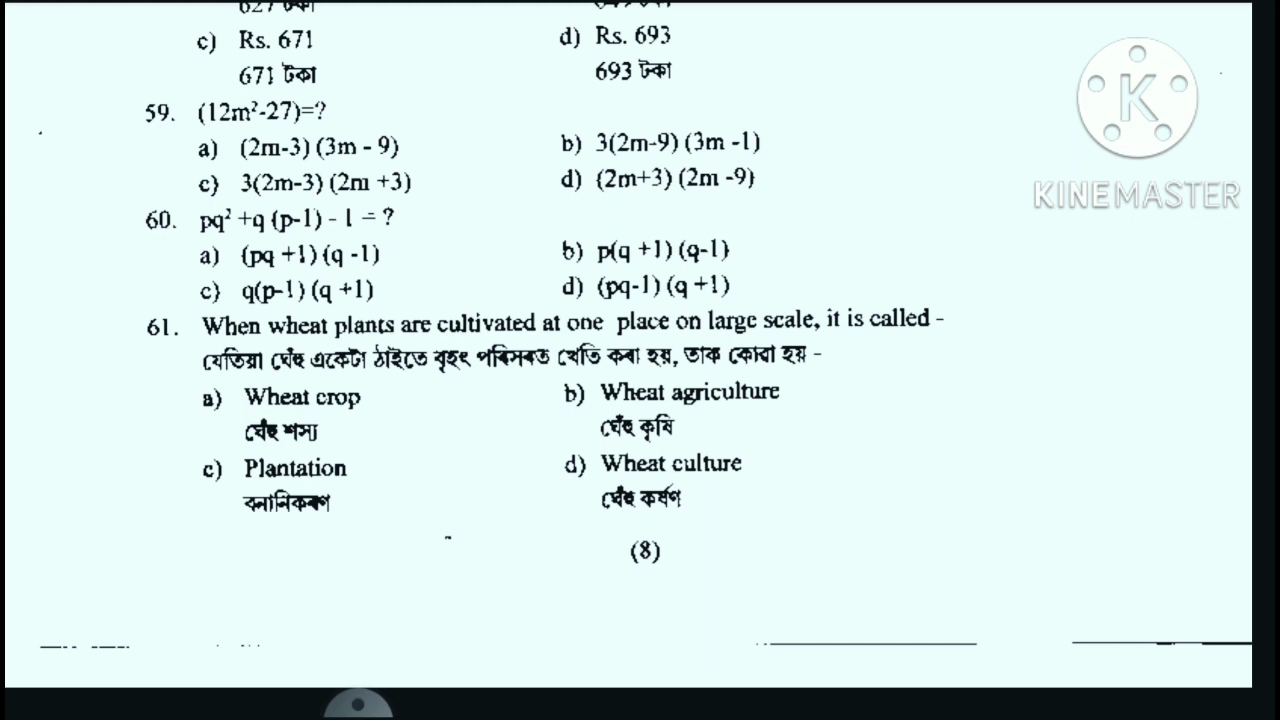 c) Rs. 671 d) Rs. 693
671 টকা 693 টকা
59. (12m²-27)=?
a) (2m-3) (3m - 9) b) 3(2m-9) (3m -1)
c) 3(2m-3) (2m +3) d) (2m+3) (2m -9)
60. pq² +q (p-1) - 1 = ?
a) (pq +1) (q -1) b) p(q +1) (q-1)
c) q(p-1) (q +1) d) (pq-1) (q +1)
61. When wheat plants are cultivated at one place on large scale, it is called -
যেতিয়া ঘেঁহু একেটা ঠাইতে বৃহৎ পৰিসৰত খেতি কৰা হয়, তাক কোৱা হয় -
a) Wheat crop b) Wheat agriculture
ঘেঁহু শস্য ঘেঁহু কৃষি
c) Plantation d) Wheat culture
বনানিকৰণ ঘেঁহু কৰ্ষণ
(8)
K
KINEMASTER